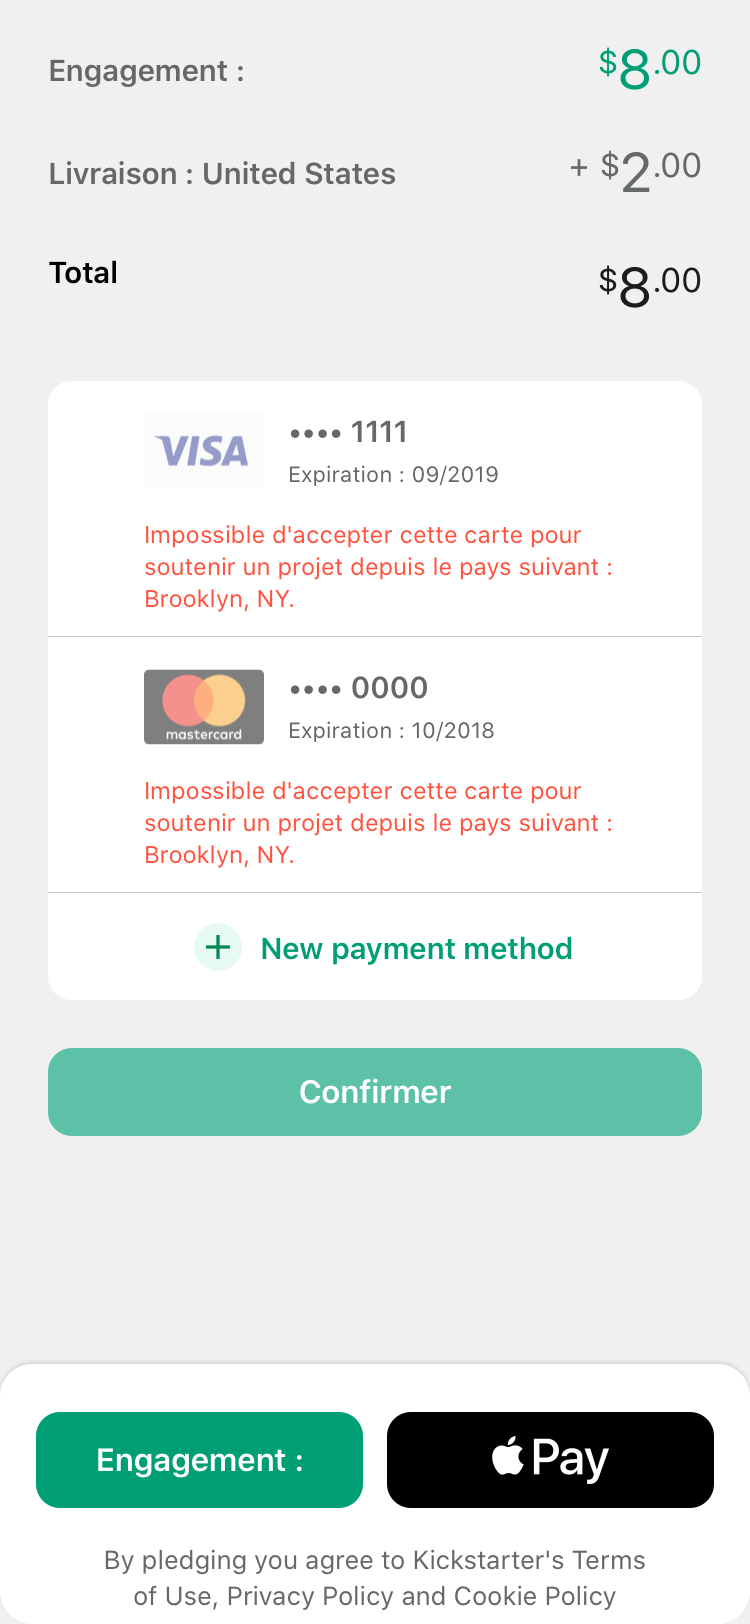 Engagement : $8.00
Livraison : United States + $2.00
Total $8.00
VISA •••• 1111
Expiration : 09/2019
Impossible d'accepter cette carte pour
soutenir un projet depuis le pays suivant :
Brooklyn, NY.
•••• 0000
mastercard
Expiration : 10/2018
Impossible d'accepter cette carte pour
soutenir un projet depuis le pays suivant :
Brooklyn, NY.
+ New payment method
Confirmer
Engagement : Pay
By pledging you agree to Kickstarter's Terms
of Use, Privacy Policy and Cookie Policy